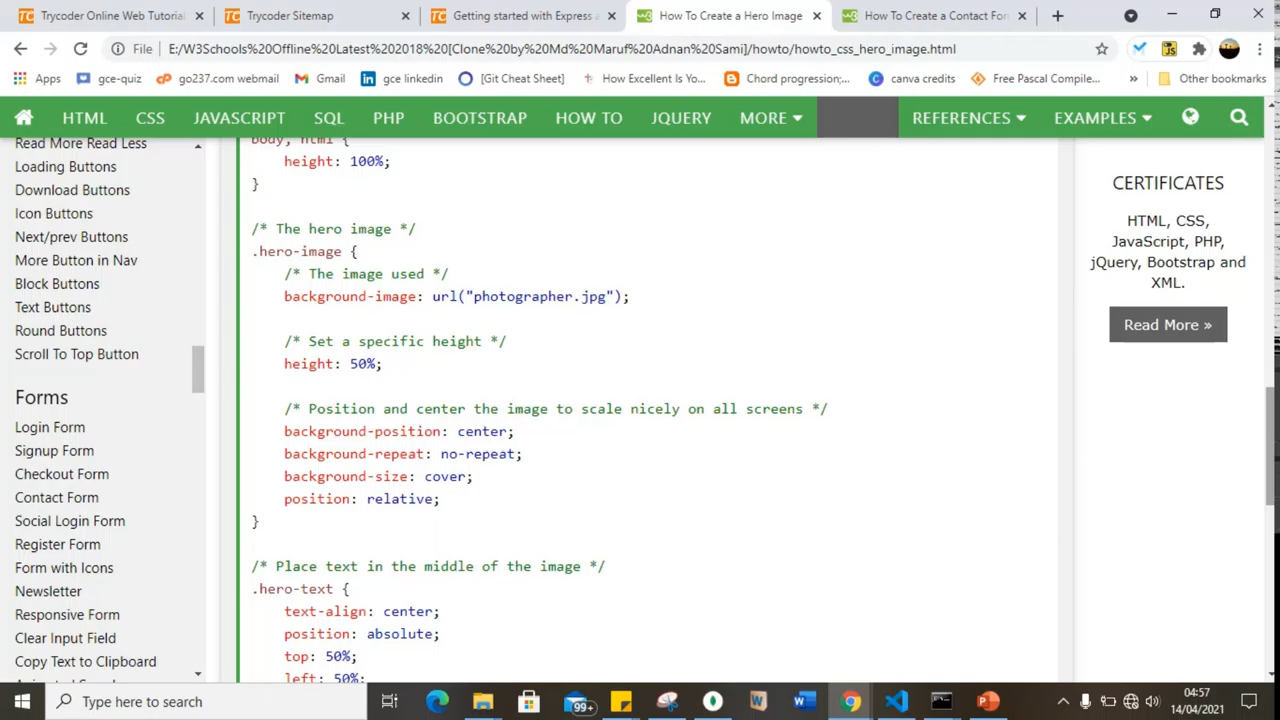 Trycoder Online Web Tutorial
Trycoder Sitemap
Getting started with Express a
How To Create a Hero Image
How To Create a Contact For
File
E:/W3Schools%20Offline%20Latest%202018%20[Clone%20by%20Md%20Maruf%20Adnan%20Sami]/howto/howto_css_hero_image.html
Apps
gce-quiz
go237.com webmail
Gmail
gce linkedin
[Git Cheat Sheet]
How Excellent Is Yo...
Chord progression;...
canva credits
Free Pascal Compile...
»
Other bookmarks
HTML
CSS
JAVASCRIPT
SQL
PHP
BOOTSTRAP
HOW TO
JQUERY
MORE
REFERENCES
EXAMPLES
Read More Read Less
Loading Buttons
Download Buttons
Icon Buttons
Next/prev Buttons
More Button in Nav
Block Buttons
Text Buttons
Round Buttons
Scroll To Top Button
Forms
Login Form
Signup Form
Checkout Form
Contact Form
Social Login Form
Register Form
Form with Icons
Newsletter
Responsive Form
Clear Input Field
Copy Text to Clipboard
body, html {
height: 100%;
}
/* The hero image */
.hero-image {
/* The image used */
background-image: url("photographer.jpg");
/* Set a specific height */
height: 50%;
/* Position and center the image to scale nicely on all screens */
background-position: center;
background-repeat: no-repeat;
background-size: cover;
position: relative;
}
/* Place text in the middle of the image */
.hero-text {
text-align: center;
position: absolute;
top: 50%;
left: 50%;
CERTIFICATES
HTML, CSS,
JavaScript, PHP,
jQuery, Bootstrap and
XML.
Read More »
Type here to search
99+
04:57
14/04/2021